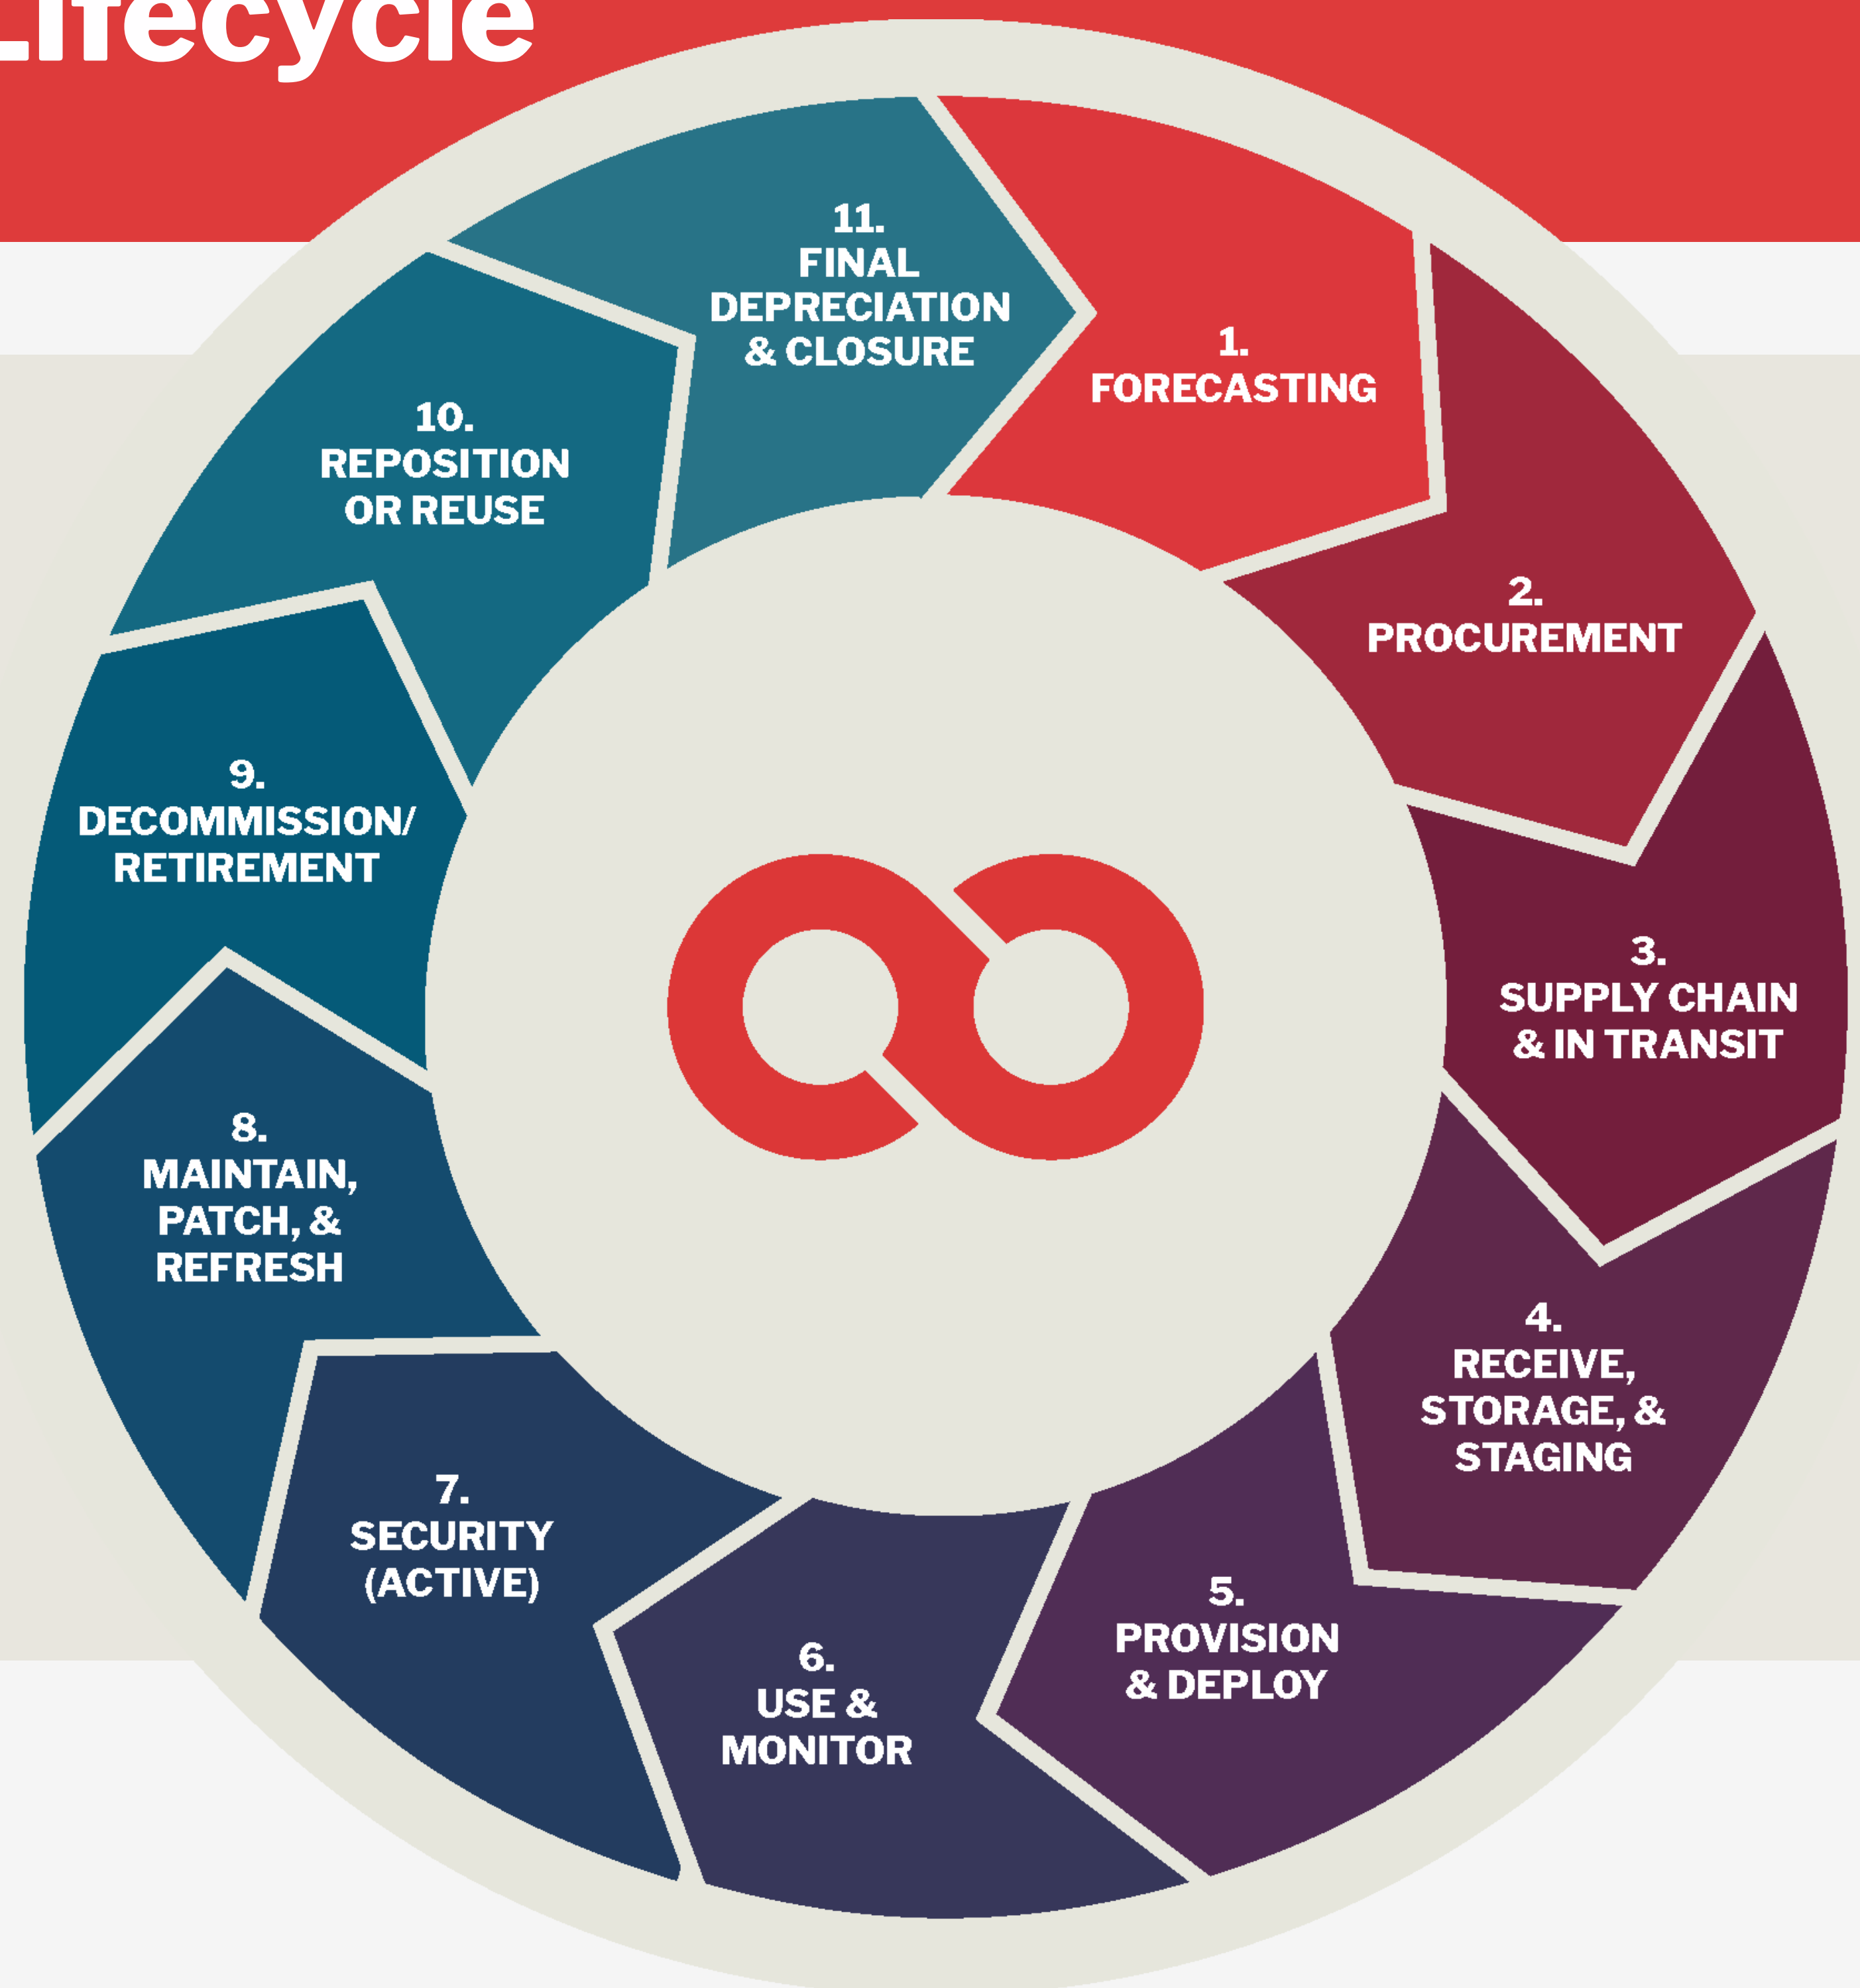 Lifecycle
1.
FORECASTING
2.
PROCUREMENT
3.
SUPPLY CHAIN
& IN TRANSIT
4.
RECEIVE,
STORAGE, &
STAGING
5.
PROVISION
& DEPLOY
6.
USE &
MONITOR
7.
SECURITY
(ACTIVE)
8.
MAINTAIN,
PATCH, &
REFRESH
9.
DECOMMISSION/
RETIREMENT
10.
REPOSITION
OR REUSE
11.
FINAL
DEPRECIATION
& CLOSURE